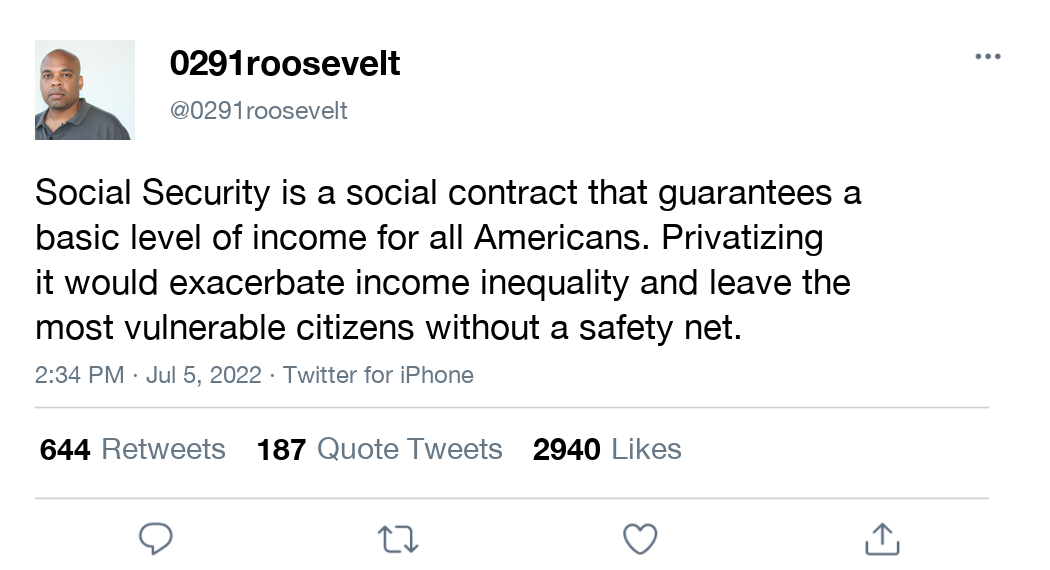 0291roosevelt
@0291roosevelt
Social Security is a social contract that guarantees a
basic level of income for all Americans. Privatizing
it would exacerbate income inequality and leave the
most vulnerable citizens without a safety net.
2:34 PM · Jul 5, 2022 · Twitter for iPhone
644 Retweets 187 Quote Tweets 2940 Likes